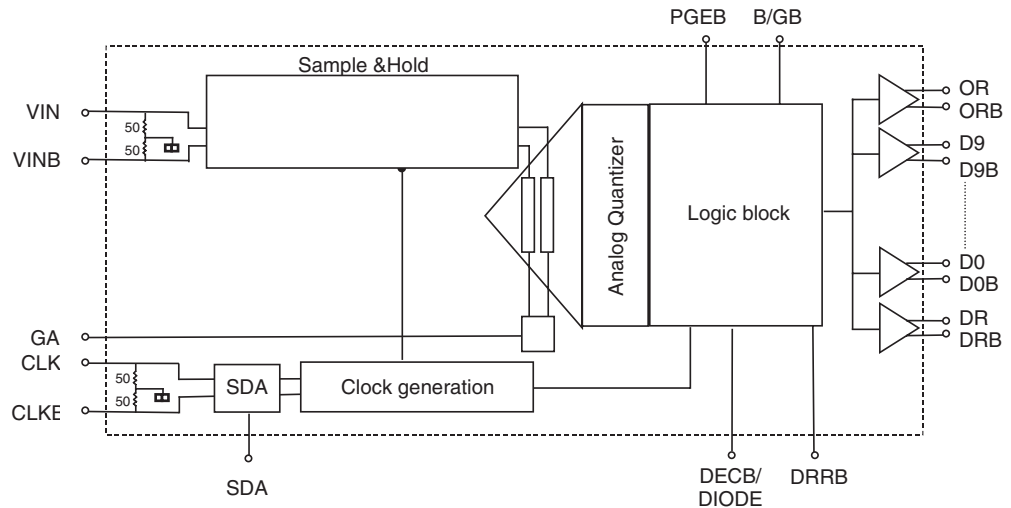 PGEB B/GB
Sample &Hold
VIN
50
50
VINB
OR
ORB
D9
D9B
Analog Quantizer
Logic block
D0
D0B
DR
DRB
GA
CLK
50
50
CLKE
SDA
Clock generation
SDA
DECB/
DIODE
DRRB